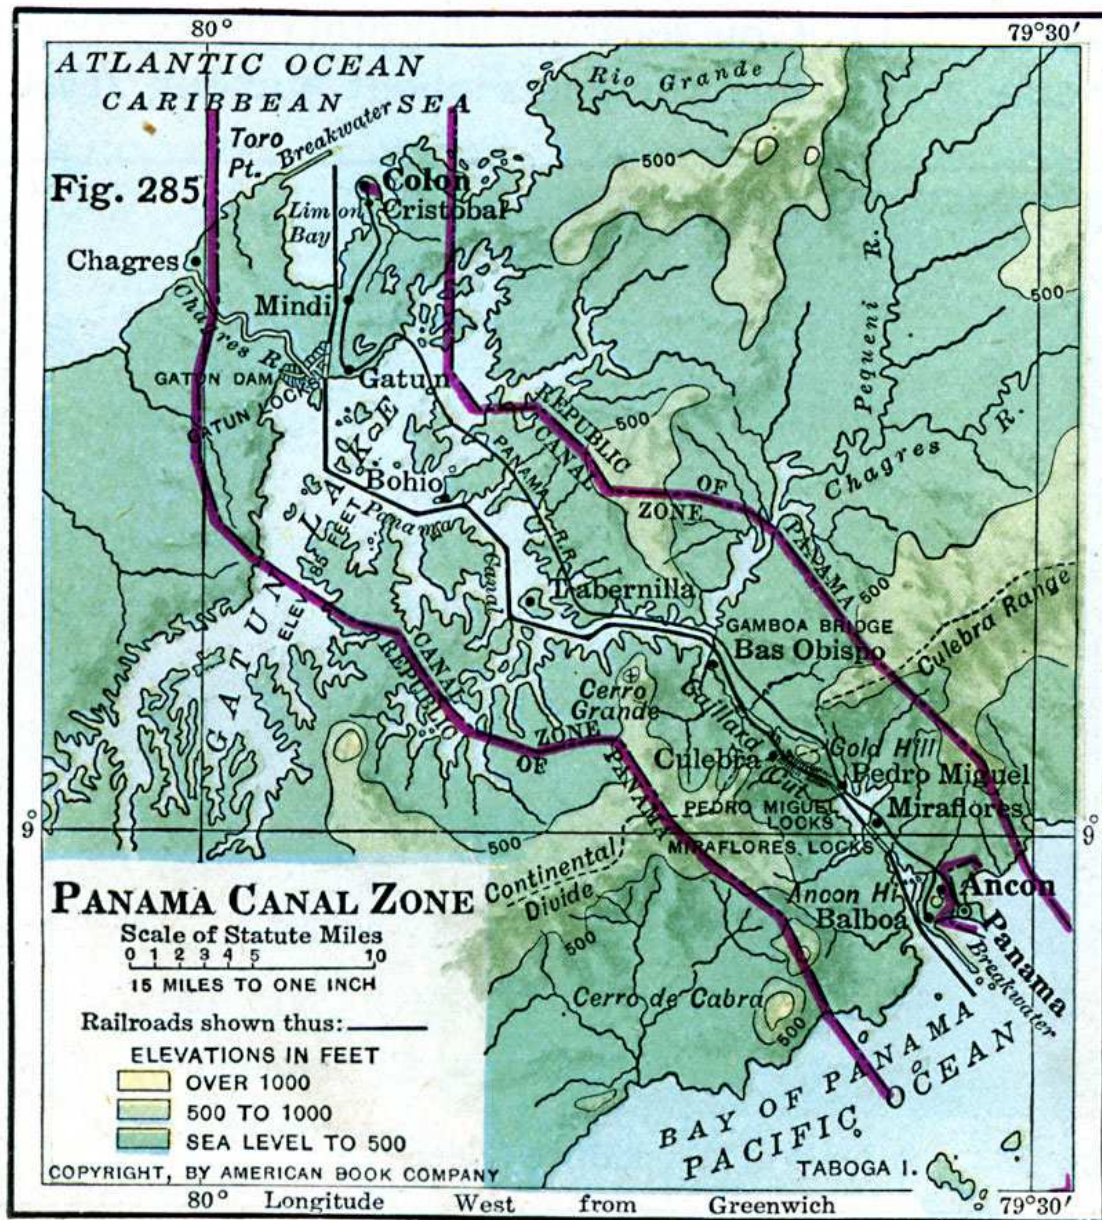 80°
79°30'
ATLANTIC OCEAN
CARIBBEAN SEA
Rio Grande
Toro
Pt.
Breakwater
500
Fig. 285
Colon
Cristobal
Limon
Bay
Chagres
Pequeni R.
500
Mindi
Chagres R.
GATUN DAM
Gatun
GATUN LOCKS
REPUBLIC OF PANAMA
CANAL ZONE
500
PANAMA R.R.
Chagres R.
Bohio
Panama Canal
GATUN LAKE
ELEV. 85 FEET
Tabernilla
500
GAMBOA BRIDGE
Bas Obispo
Culebra Range
CANAL ZONE
REPUBLIC OF PANAMA
Cerro
Grande
Gaillard Cut
Gold Hill
Culebra
Pedro Miguel
PEDRO MIGUEL
LOCKS
Miraflores
9°
9°
500
MIRAFLORES LOCKS
Continental
Divide
Ancon Hi.
Ancon
Balboa
Panama
Breakwater
500
Cerro de Cabra
500
BAY OF PANAMA
PACIFIC OCEAN
TABOGA I.
PANAMA CANAL ZONE
Scale of Statute Miles
0 1 2 3 4 5 10
15 MILES TO ONE INCH
Railroads shown thus:
ELEVATIONS IN FEET
OVER 1000
500 TO 1000
SEA LEVEL TO 500
COPYRIGHT, BY AMERICAN BOOK COMPANY
80° Longitude West from Greenwich 79°30'